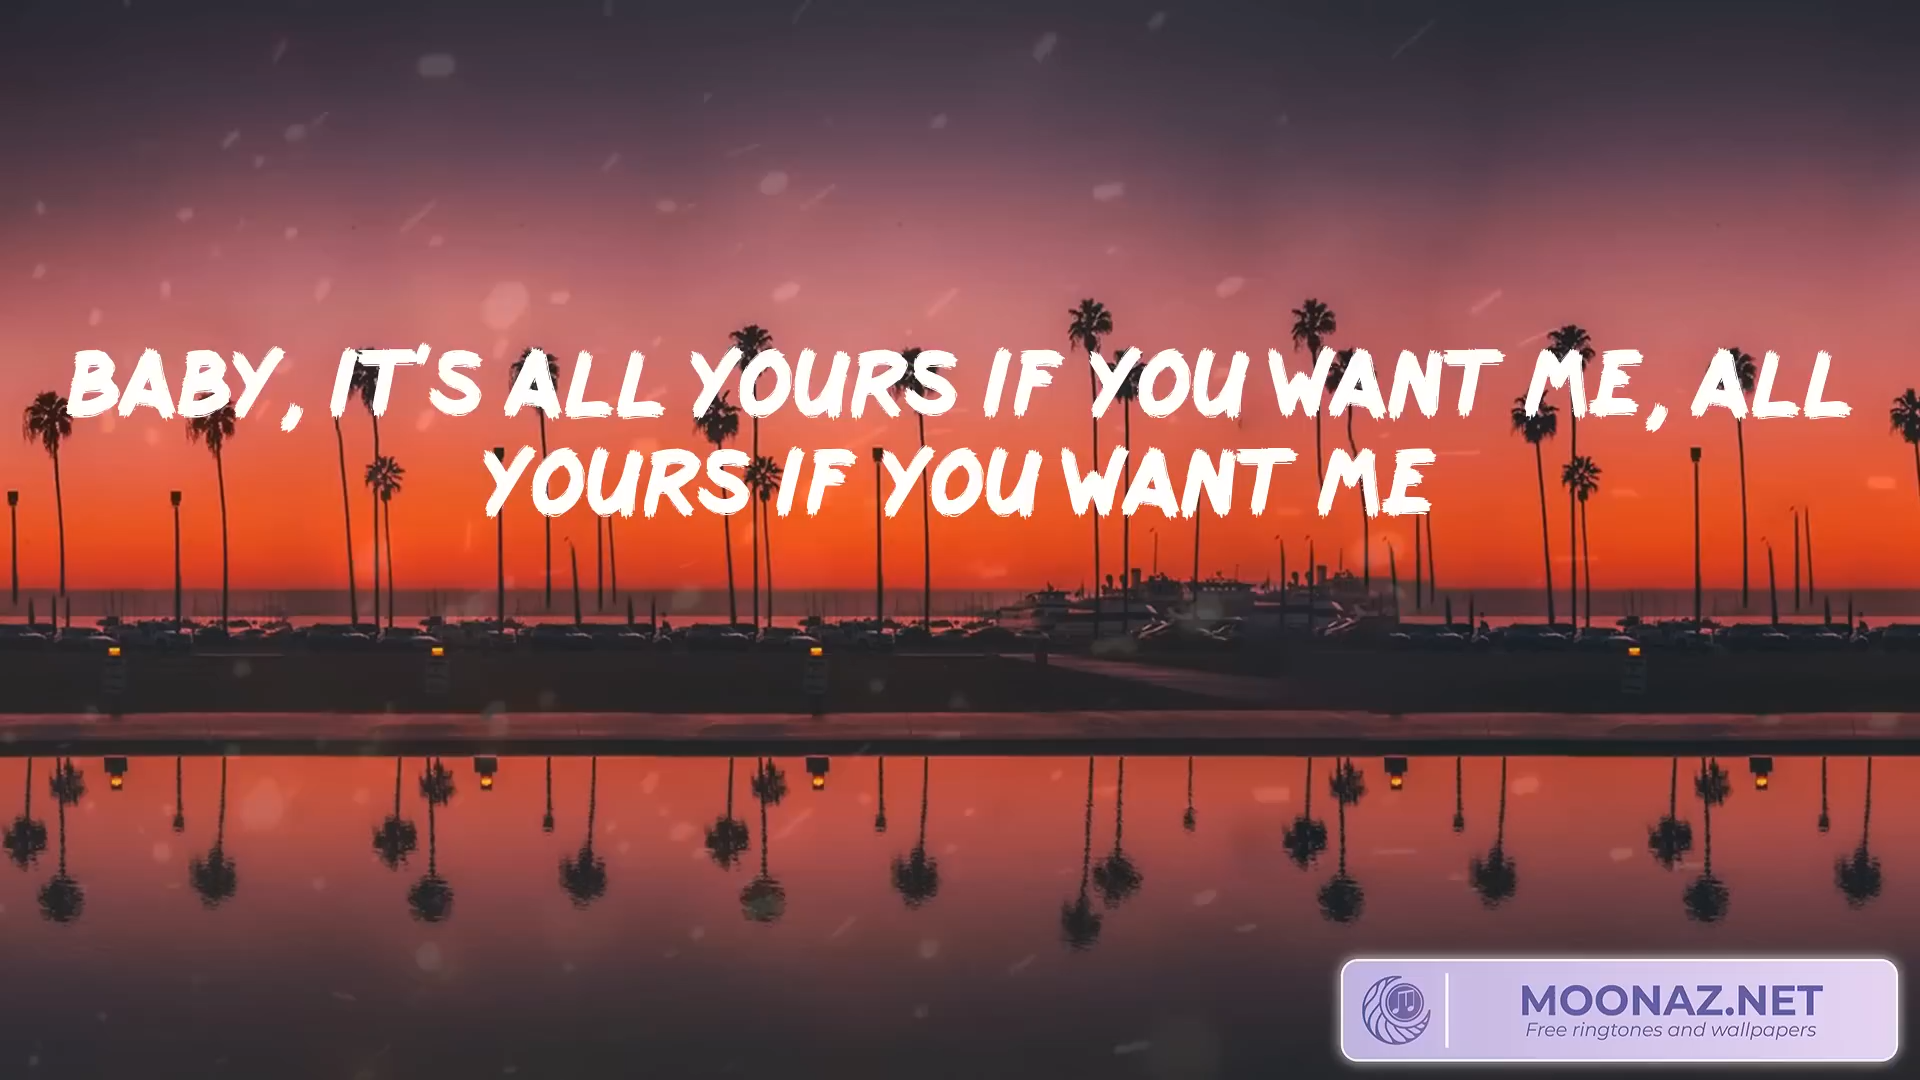 BABY, IT'S ALL YOURS IF YOU WANT ME, ALL
YOURS IF YOU WANT ME
MOONAZ.NET
Free ringtones and wallpapers